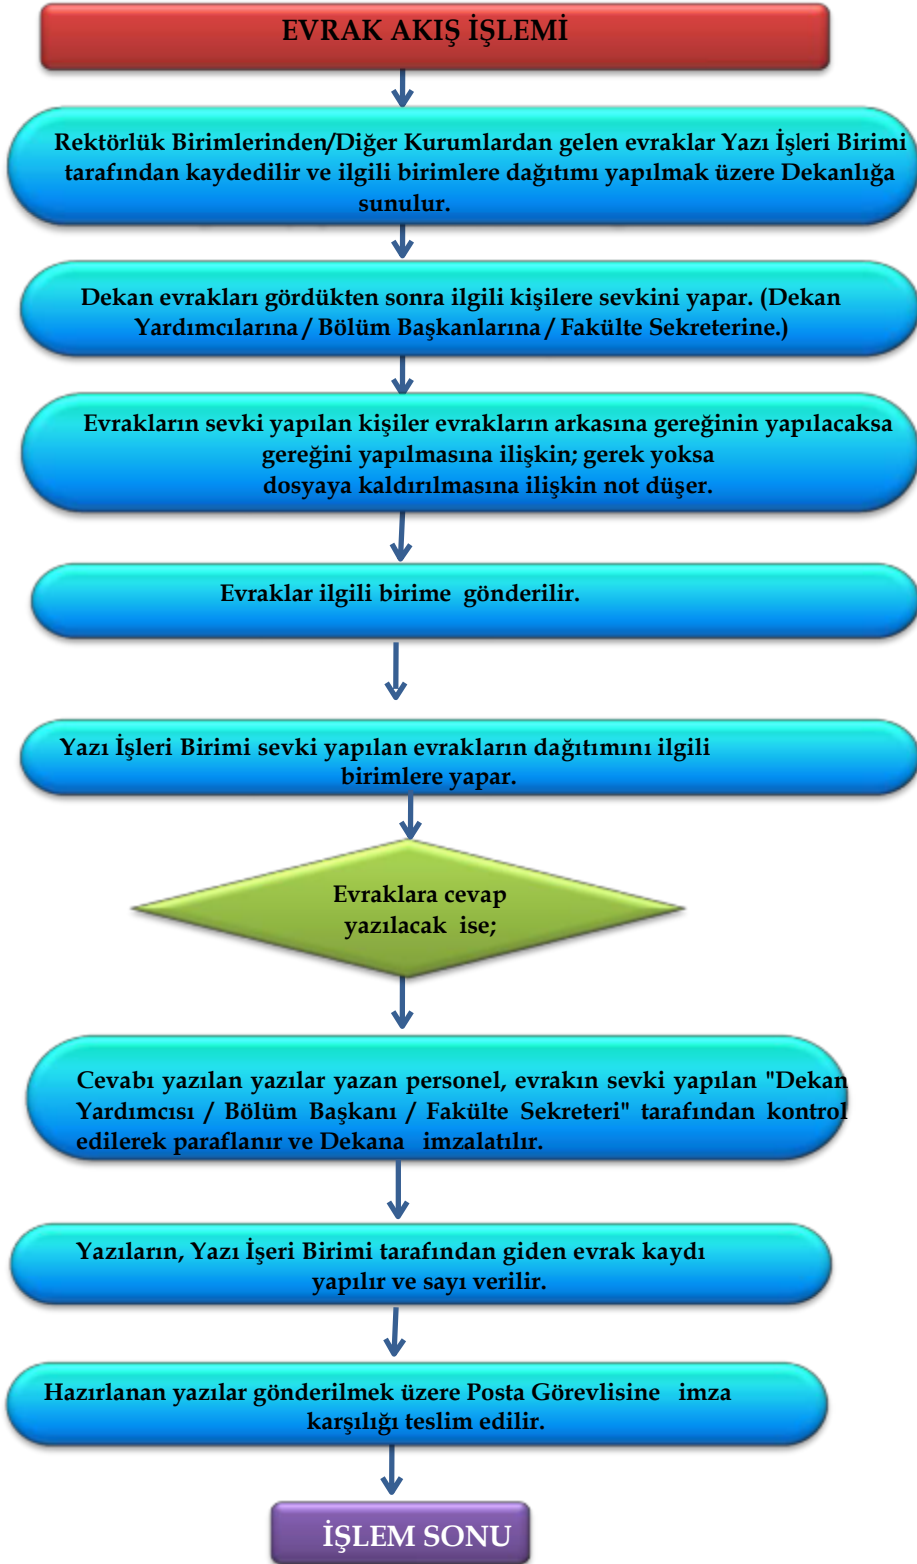 EVRAK AKIŞ İŞLEMİ
Rektörlük Birimlerinden/Diğer Kurumlardan gelen evraklar Yazı İşleri Birimi
tarafından kaydedilir ve ilgili birimlere dağıtımı yapılmak üzere Dekanlığa
sunulur.
Dekan evrakları gördükten sonra ilgili kişilere sevkini yapar. (Dekan
Yardımcılarına / Bölüm Başkanlarına / Fakülte Sekreterine.)
Evrakların sevki yapılan kişiler evrakların arkasına gereğinin yapılacaksa
gereğini yapılmasına ilişkin; gerek yoksa
dosyaya kaldırılmasına ilişkin not düşer.
Evraklar ilgili birime gönderilir.
Yazı İşleri Birimi sevki yapılan evrakların dağıtımını ilgili
birimlere yapar.
Evraklara cevap
yazılacak ise;
Cevabı yazılan yazılar yazan personel, evrakın sevki yapılan "Dekan
Yardımcısı / Bölüm Başkanı / Fakülte Sekreteri" tarafından kontrol
edilerek paraflanır ve Dekana imzalatılır.
Yazıların, Yazı İşeri Birimi tarafından giden evrak kaydı
yapılır ve sayı verilir.
Hazırlanan yazılar gönderilmek üzere Posta Görevlisine imza
karşılığı teslim edilir.
İŞLEM SONU